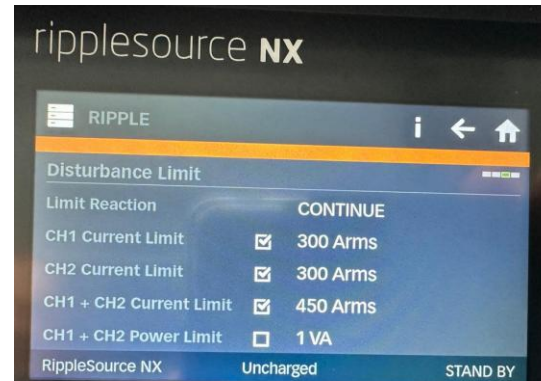 ripplesource NX
RIPPLE
Disturbance Limit
Limit Reaction CONTINUE
CH1 Current Limit 300 Arms
CH2 Current Limit 300 Arms
CH1 + CH2 Current Limit 450 Arms
CH1 + CH2 Power Limit 1 VA
RippleSource NX Uncharged STAND BY